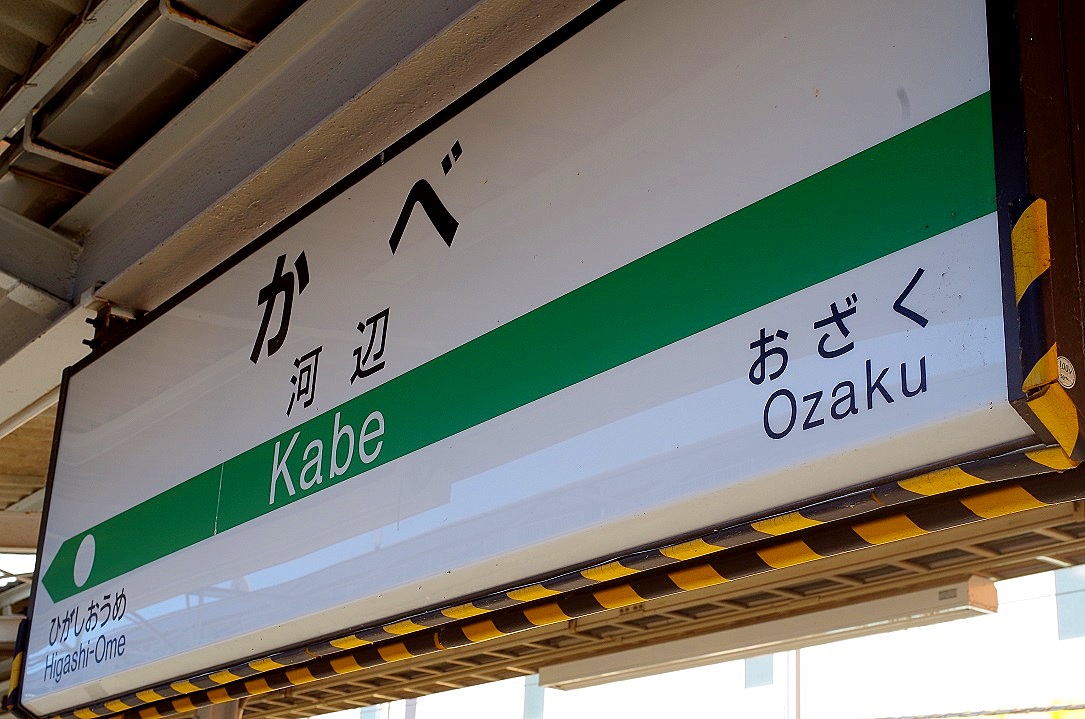 かべ
河辺
Kabe
おざく
Ozaku
ひがしおうめ
Higashi-Ome